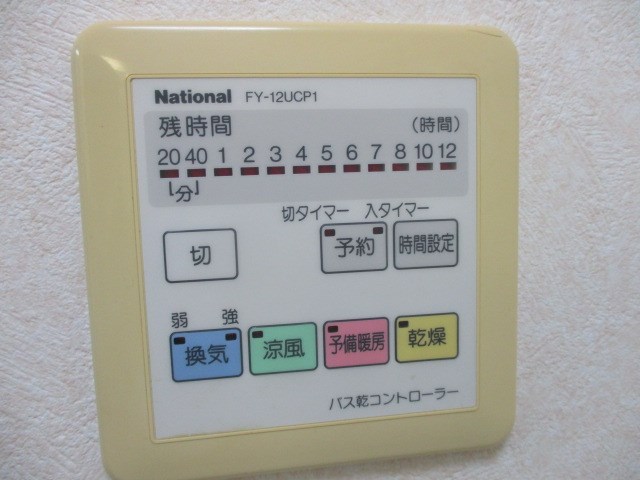 National FY-12UCP1
残時間 (時間)
20 40 1 2 3 4 5 6 7 8 10 12
分
切タイマー 入タイマー
切 予約 時間設定
弱 強
換気 涼風 予備暖房 乾燥
バス乾コントローラー